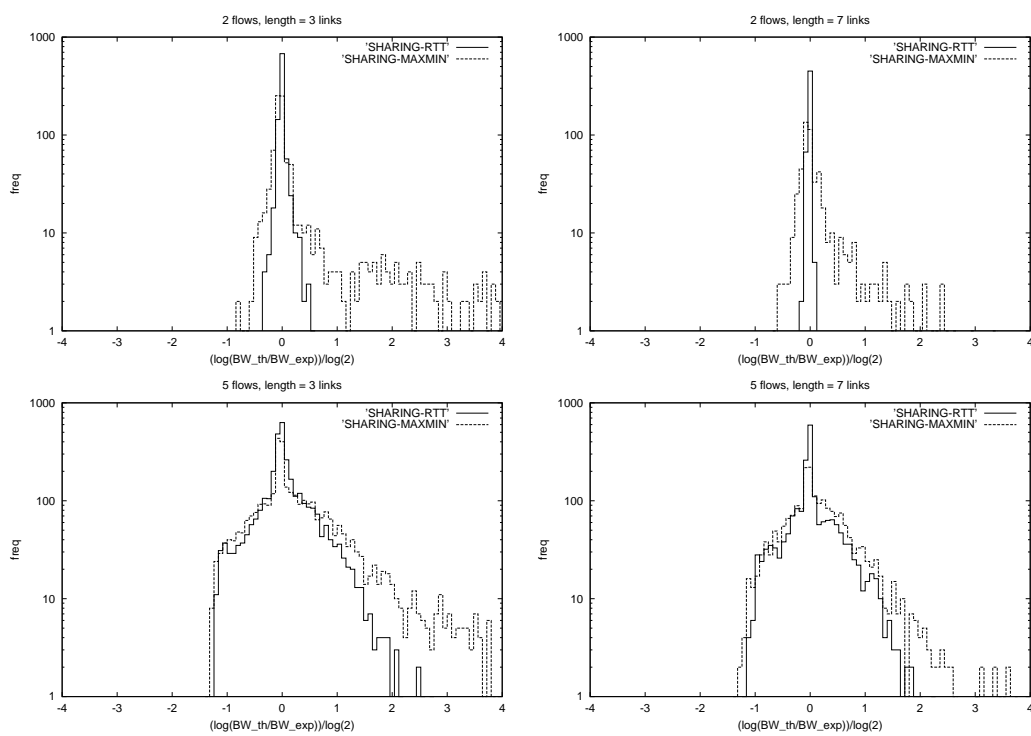 2 flows, length = 3 links
1000
100
10
1
freq
'SHARING-RTT'
'SHARING-MAXMIN'
-4 -3 -2 -1 0 1 2 3 4
(log(BW_th/BW_exp))/log(2)
2 flows, length = 7 links
1000
100
10
1
freq
'SHARING-RTT'
'SHARING-MAXMIN'
-4 -3 -2 -1 0 1 2 3 4
(log(BW_th/BW_exp))/log(2)
5 flows, length = 3 links
1000
100
10
1
freq
'SHARING-RTT'
'SHARING-MAXMIN'
-4 -3 -2 -1 0 1 2 3 4
(log(BW_th/BW_exp))/log(2)
5 flows, length = 7 links
1000
100
10
1
freq
'SHARING-RTT'
'SHARING-MAXMIN'
-4 -3 -2 -1 0 1 2 3 4
(log(BW_th/BW_exp))/log(2)